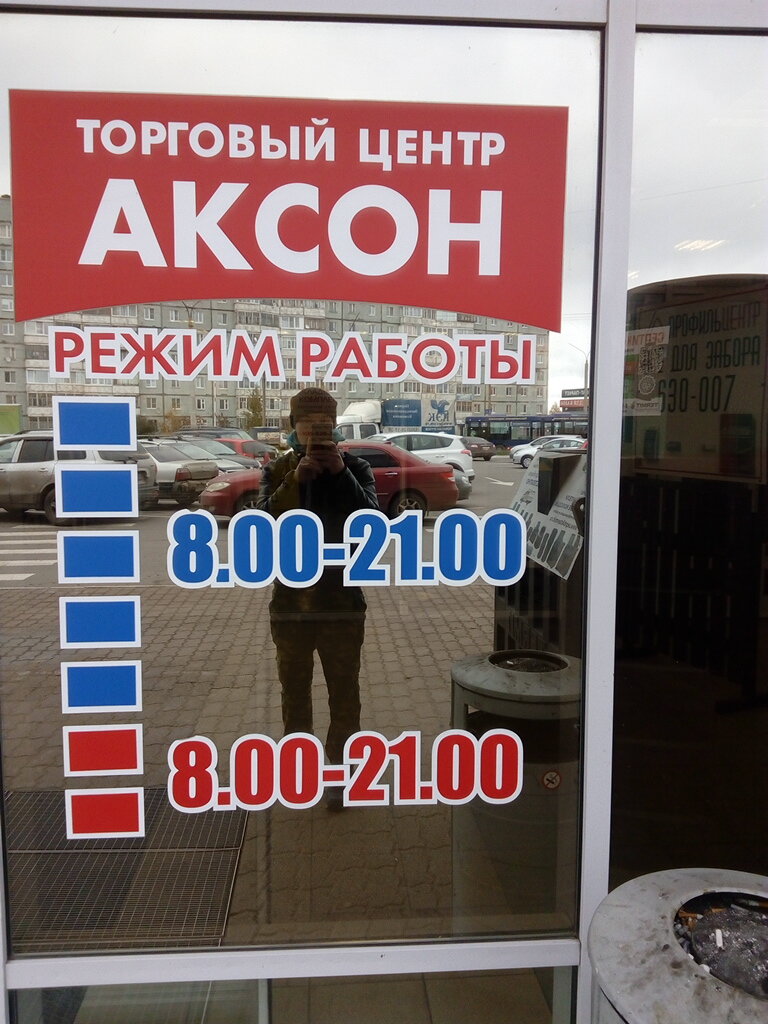 ТОРГОВЫЙ ЦЕНТР
АКСОН
РЕЖИМ РАБОТЫ
8.00-21.00
8.00-21.00
ПРОФИЛЬЦЕНТР
ДЛЯ ЗАБОРА
630-007